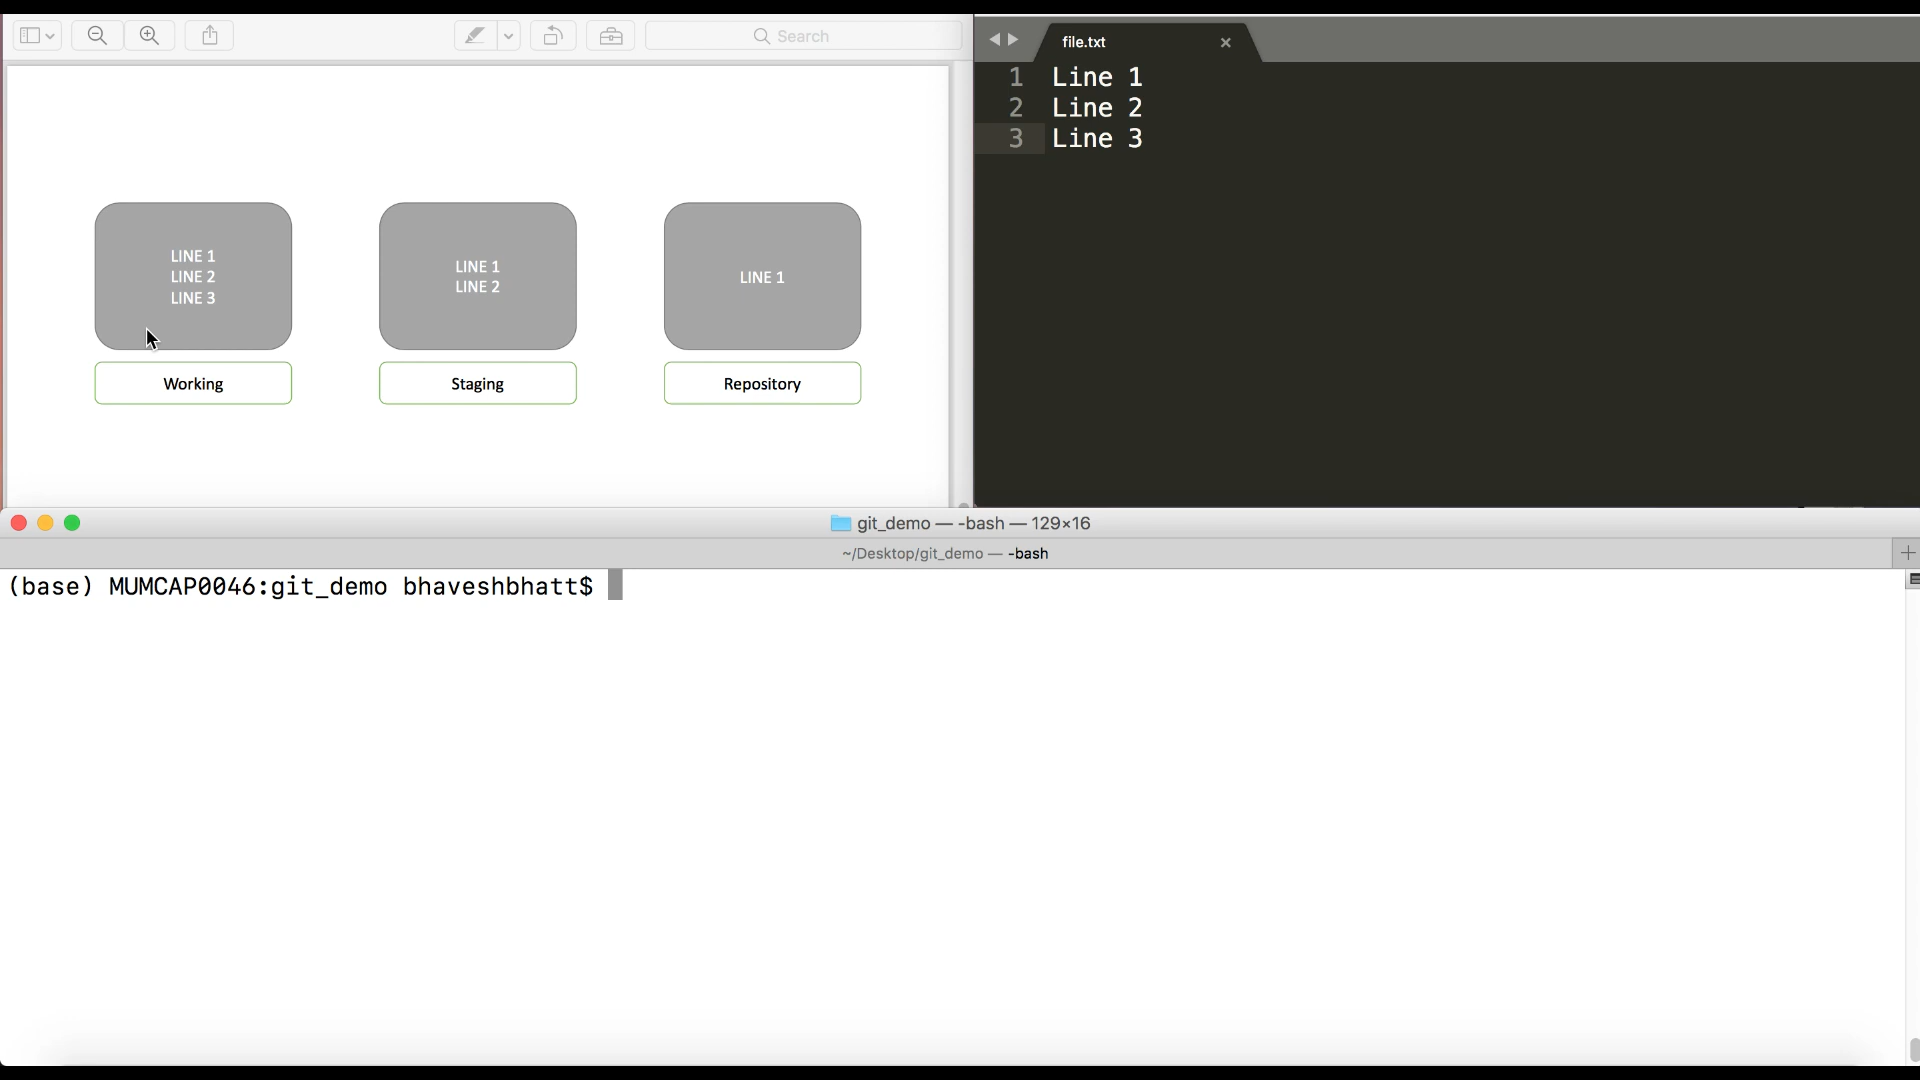 Search
LINE 1
LINE 2
LINE 3
LINE 1
LINE 2
LINE 1
Working
Staging
Repository
file.txt
1 Line 1
2 Line 2
3 Line 3
git_demo — -bash — 129×16
~/Desktop/git_demo — -bash
(base) MUMCAP0046:git_demo bhaveshbhatt$